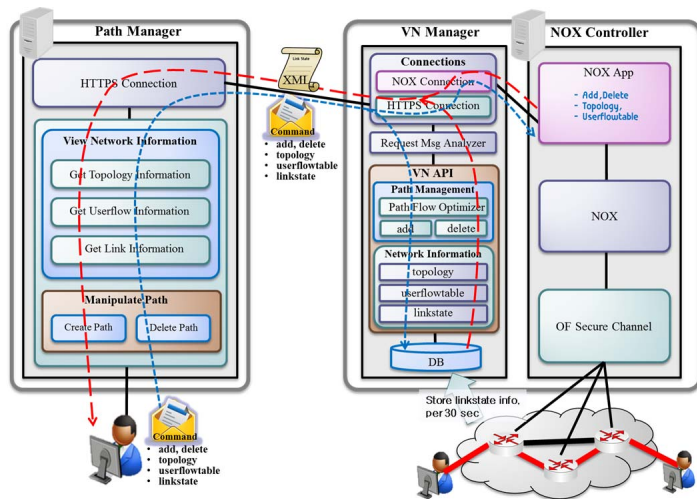 Path Manager
HTTPS Connection
View Network Information
Get Topology Information
Get Userflow Information
Get Link Information
Manipulate Path
Create Path
Delete Path
Command
• add, delete
• topology
• userflowtable
• linkstate
Link State
XML
Command
• add, delete
• topology
• userflowtable
• linkstate
VN Manager
Connections
NOX Connection
HTTPS Connection
Request Msg Analyzer
VN API
Path Management
Path Flow Optimizer
add
delete
Network Information
topology
userflowtable
linkstate
DB
Store linkstate info,
per 30 sec
NOX Controller
NOX App
- Add,Delete
- Topology,
- Userflowtable
NOX
OF Secure Channel